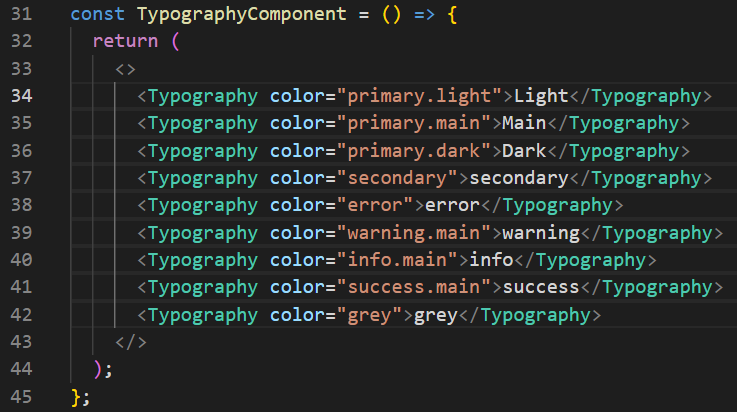 31 const TypographyComponent = () => {
32   return (
33     <>
34       <Typography color="primary.light">Light</Typography>
35       <Typography color="primary.main">Main</Typography>
36       <Typography color="primary.dark">Dark</Typography>
37       <Typography color="secondary">secondary</Typography>
38       <Typography color="error">error</Typography>
39       <Typography color="warning.main">warning</Typography>
40       <Typography color="info.main">info</Typography>
41       <Typography color="success.main">success</Typography>
42       <Typography color="grey">grey</Typography>
43     </>
44   );
45 };